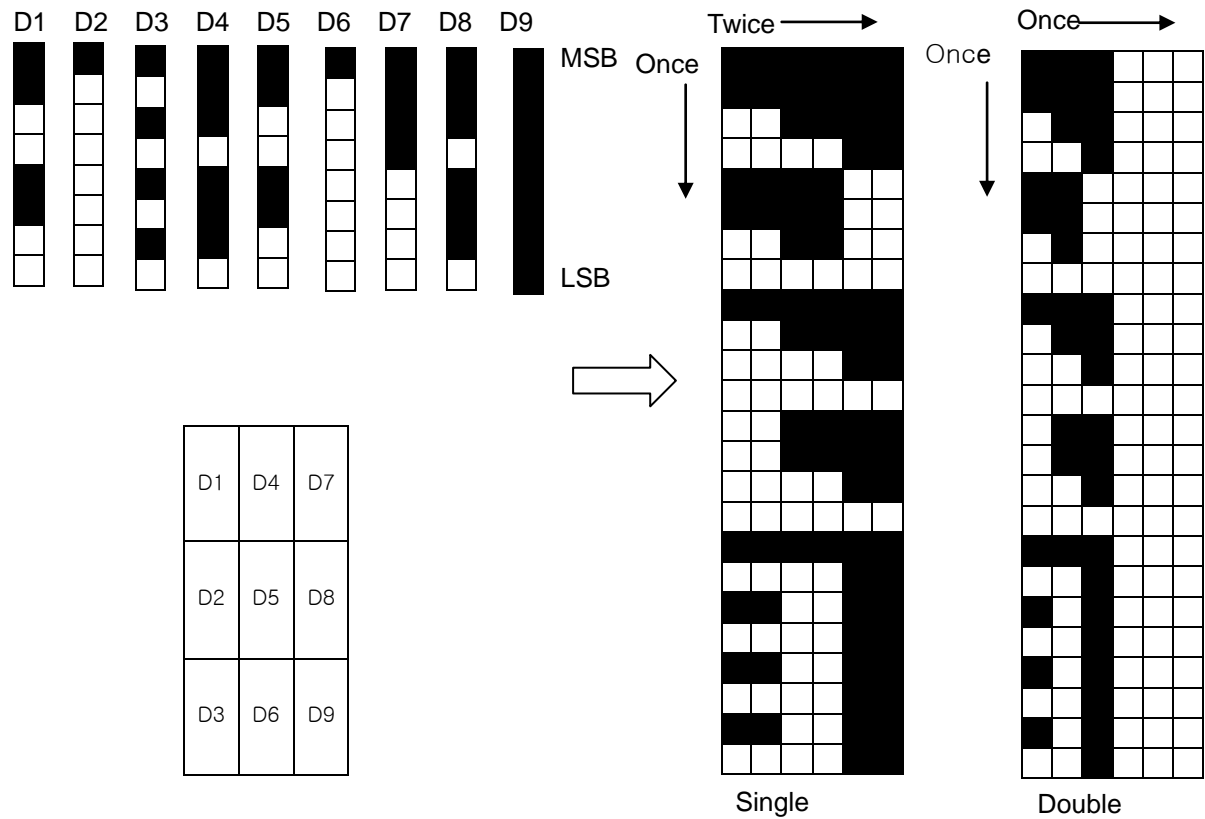 D1 D2 D3 D4 D5 D6 D7 D8 D9
MSB
LSB
Twice
Once
Once
Once
D1 D4 D7
D2 D5 D8
D3 D6 D9
Single
Double